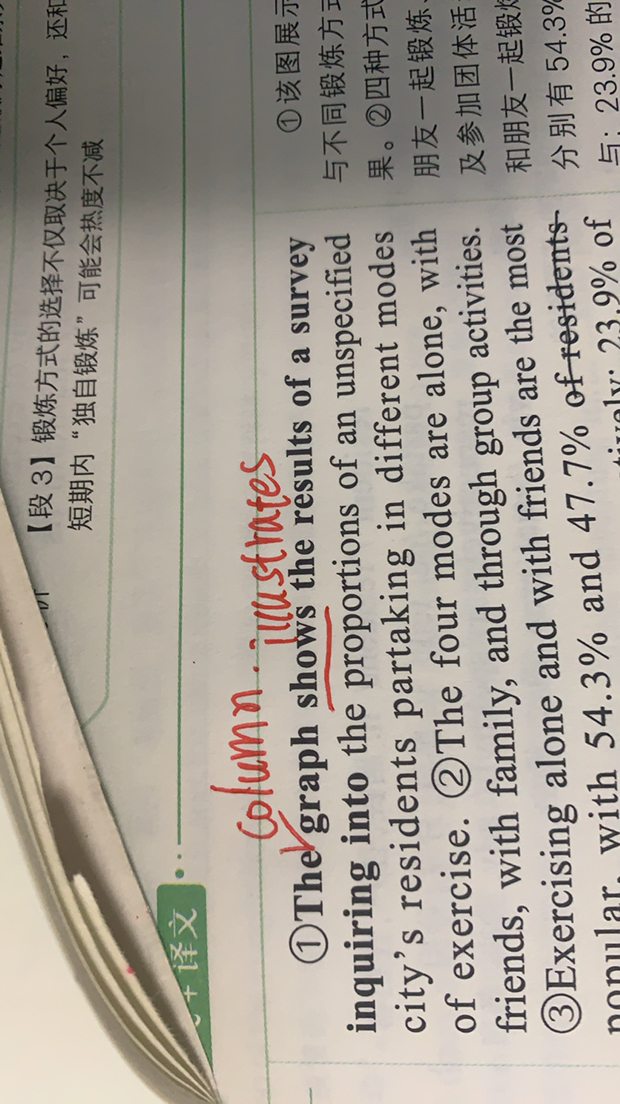 【段 3】锻炼方式的选择不仅取决于个人偏好，还和
短期内“独自锻炼”可能会热度不减
译文
column illustrates
①The graph shows the results of a survey
inquiring into the proportions of an unspecified
city's residents partaking in different modes
of exercise. ②The four modes are alone, with
friends, with family, and through group activities.
③Exercising alone and with friends are the most
popular, with 54.3% and 47.7% of residents
23.9% of
①该图展示
与不同锻炼方式
果。②四种方式
朋友一起锻炼、
及参加团体活
和朋友一起锻炼
分别有 54.3%
与；23.9% 的